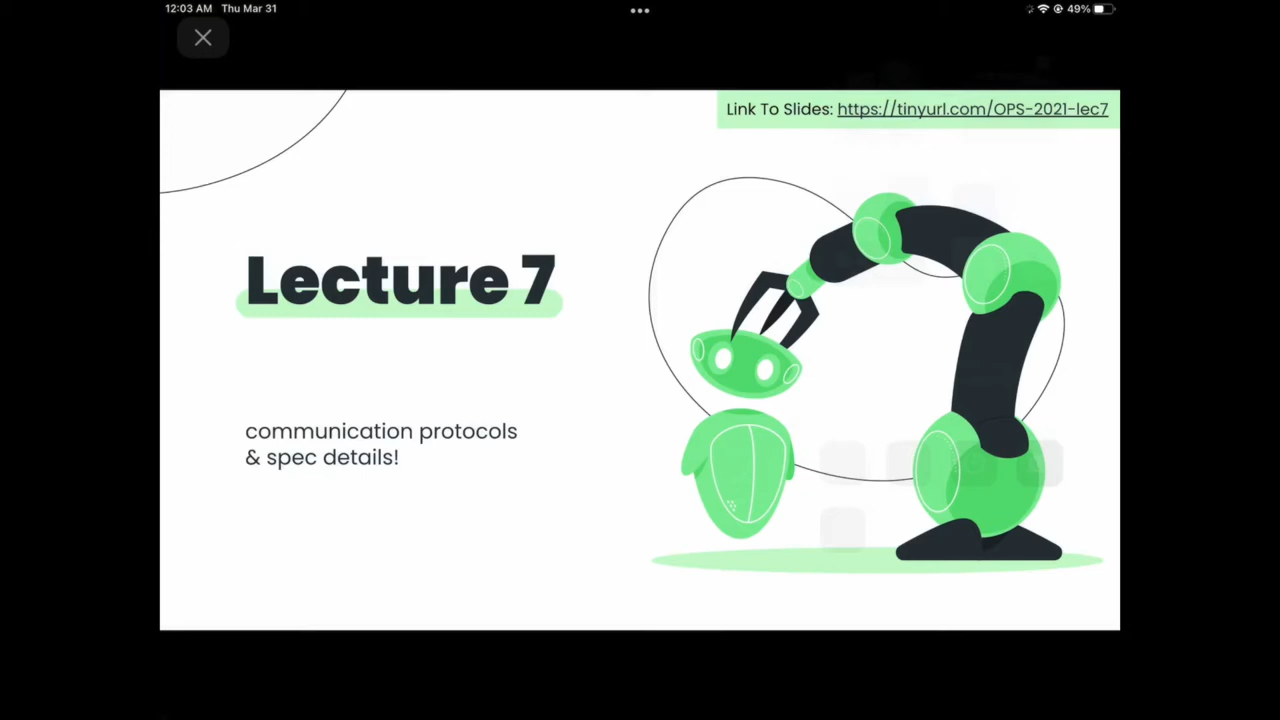 12:03 AM Thu Mar 31
49%
Link To Slides: https://tinyurl.com/OPS-2021-lec7
Lecture 7
communication protocols
& spec details!